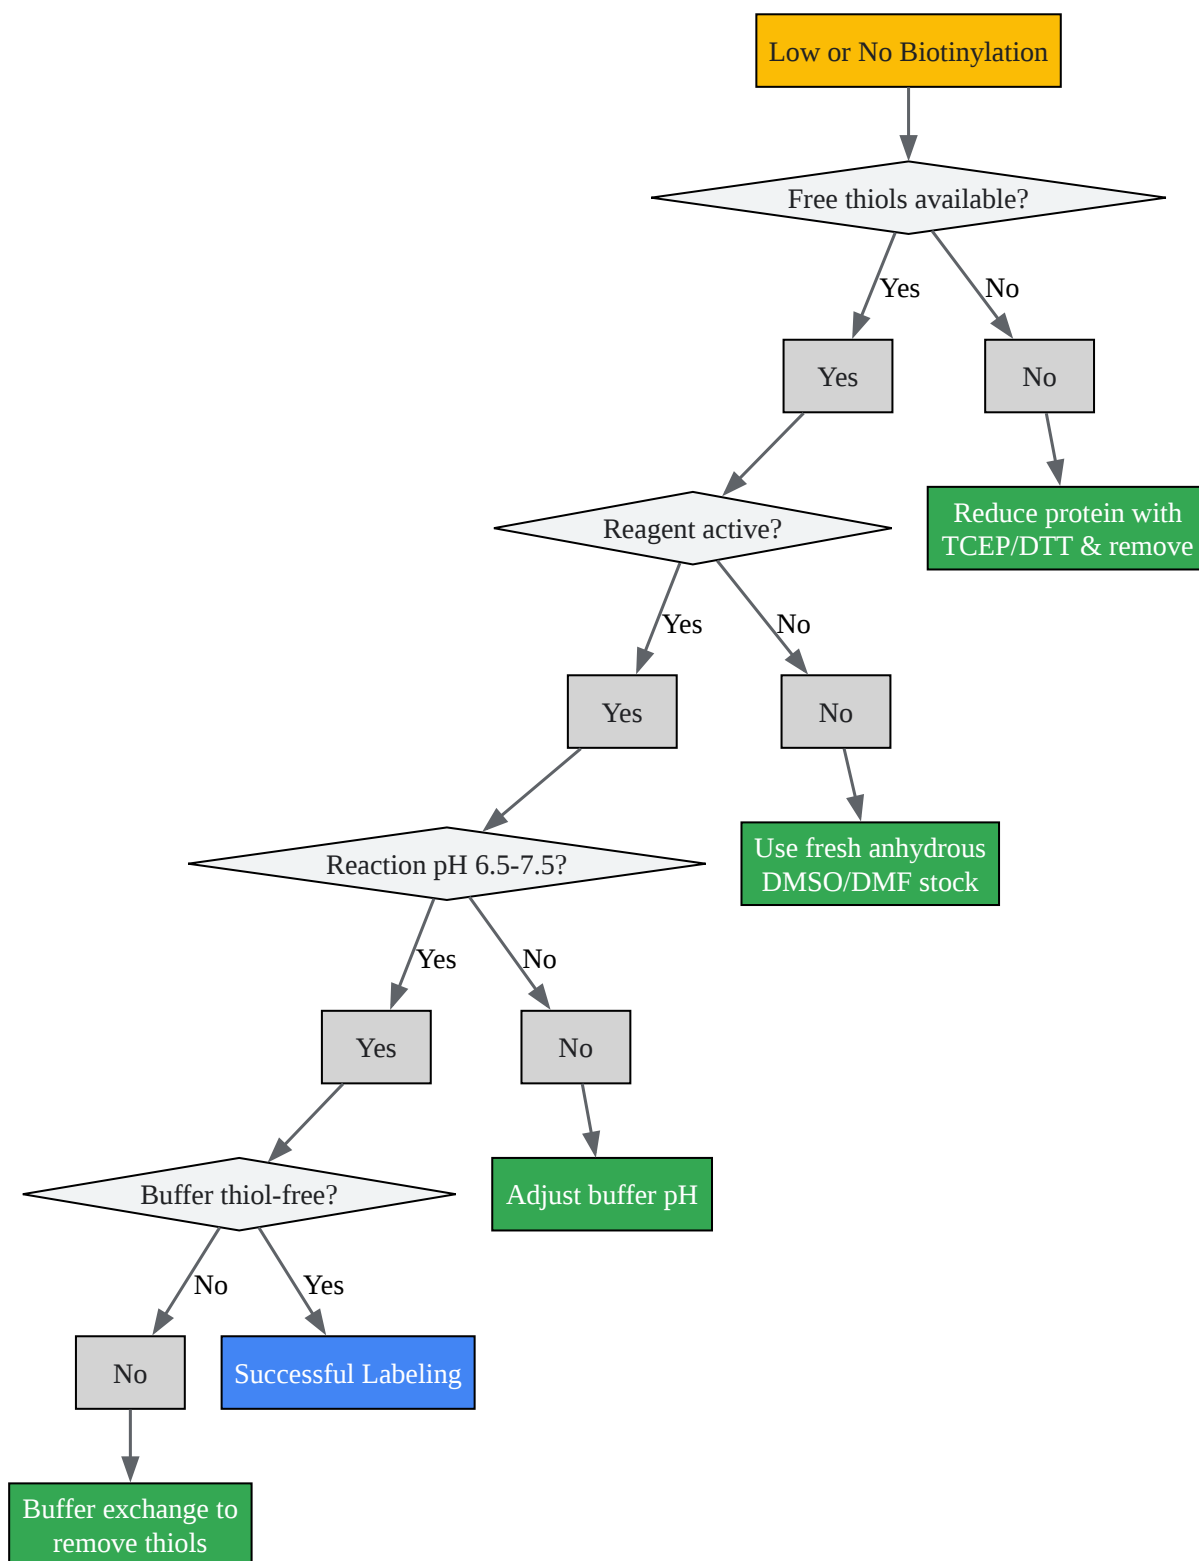 Low or No Biotinylation
Free thiols available?
Yes
No
Yes
No
Reagent active?
Reduce protein with
TCEP/DTT & remove
Yes
No
Yes
No
Reaction pH 6.5-7.5?
Use fresh anhydrous
DMSO/DMF stock
Yes
No
Yes
No
Buffer thiol-free?
Adjust buffer pH
No
Yes
No
Successful Labeling
Buffer exchange to
remove thiols